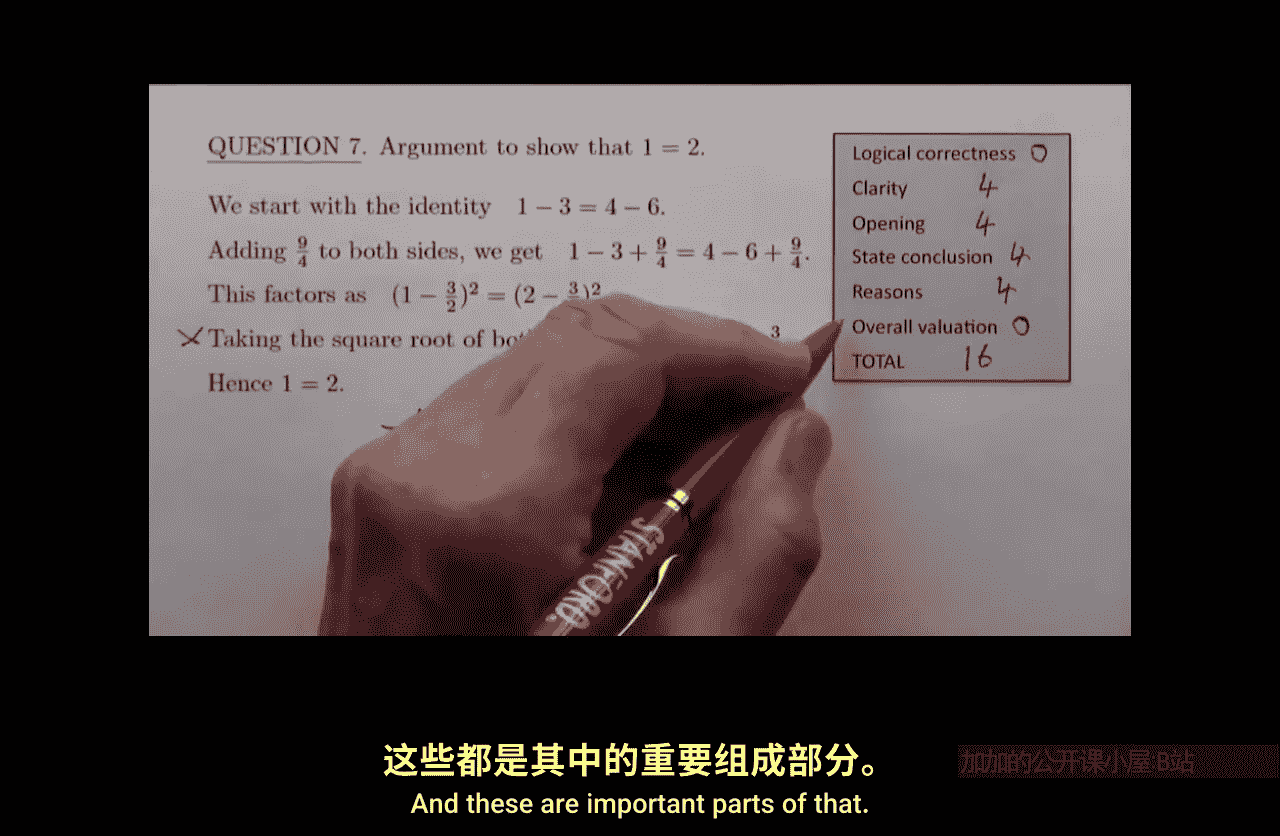 QUESTION 7. Argument to show that 1 = 2.
We start with the identity 1 − 3 = 4 − 6.
Adding 9/4 to both sides, we get 1 − 3 + 9/4 = 4 − 6 + 9/4.
This factors as (1 − 3/2)² = (2 − 3/2)²
Taking the square root of
3
Hence 1 = 2.
Logical correctness 0
Clarity 4
Opening 4
State conclusion 4
Reasons 4
Overall valuation 0
TOTAL 16
STANFORD.
这些都是其中的重要组成部分。
And these are important parts of that.
加加的公开课小屋 B站